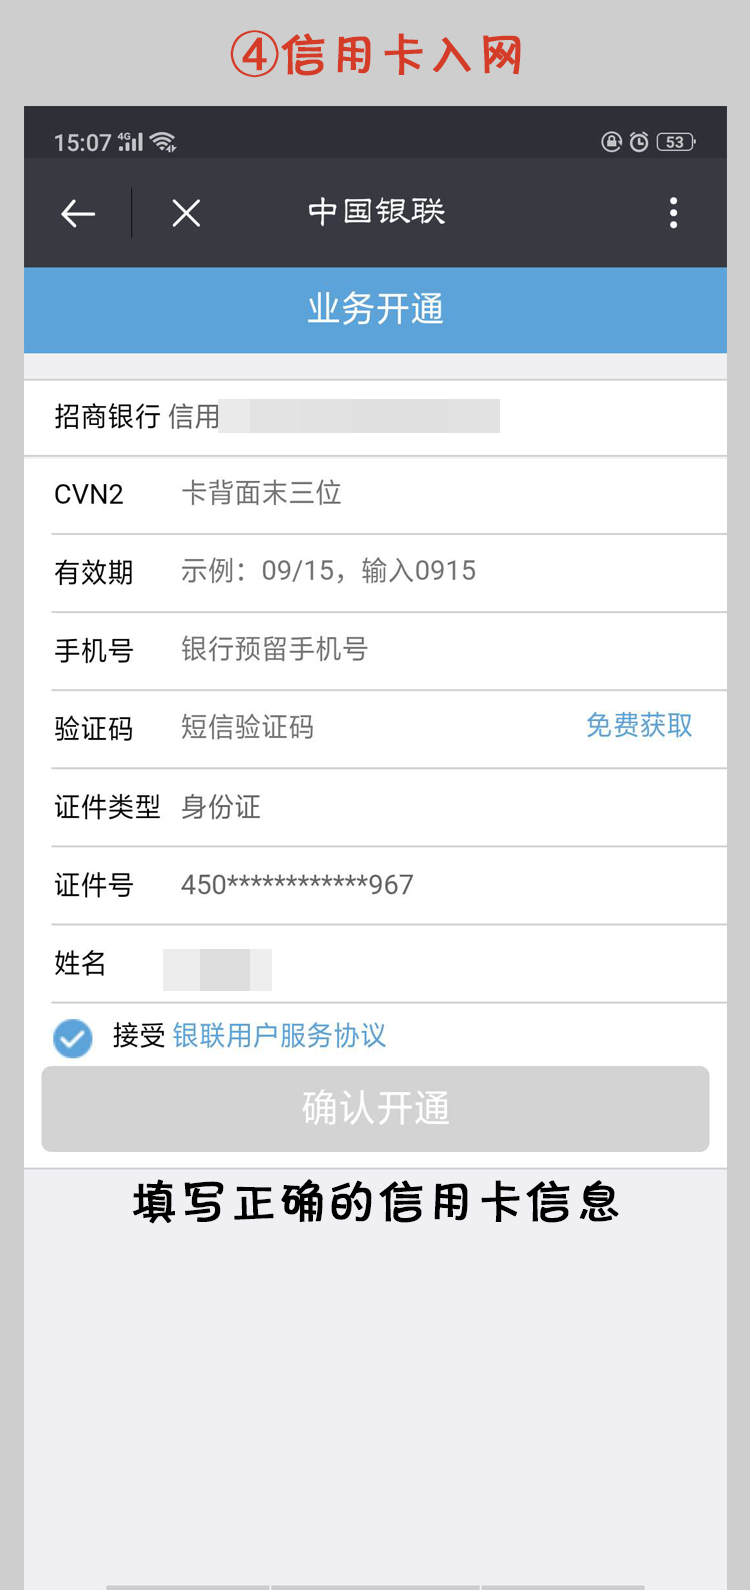 ④信用卡入网
15:07 4G 53
中国银联
业务开通
招商银行 信用
CVN2 卡背面末三位
有效期 示例：09/15，输入0915
手机号 银行预留手机号
验证码 短信验证码 免费获取
证件类型 身份证
证件号 450************967
姓名
接受 银联用户服务协议
确认开通
填写正确的信用卡信息